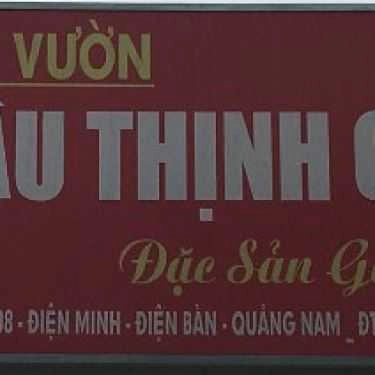 VƯỜN
ÂU THỊNH
Đặc Sản
08 - ĐIỆN MINH - ĐIỆN BÀN - QUẢNG NAM _ ĐT